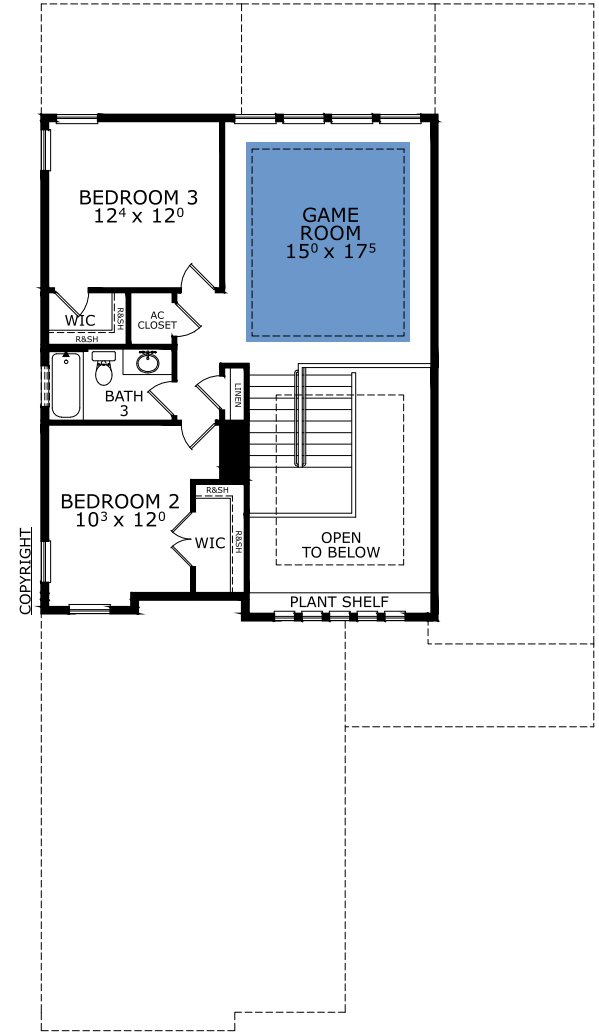 BEDROOM 3
12⁴ x 12⁰
GAME
ROOM
15⁰ x 17⁵
WIC
R&SH
R&SH
AC
CLOSET
BATH
3
LINEN
BEDROOM 2
10³ x 12⁰
R&SH
WIC
R&SH
OPEN
TO BELOW
PLANT SHELF
COPYRIGHT